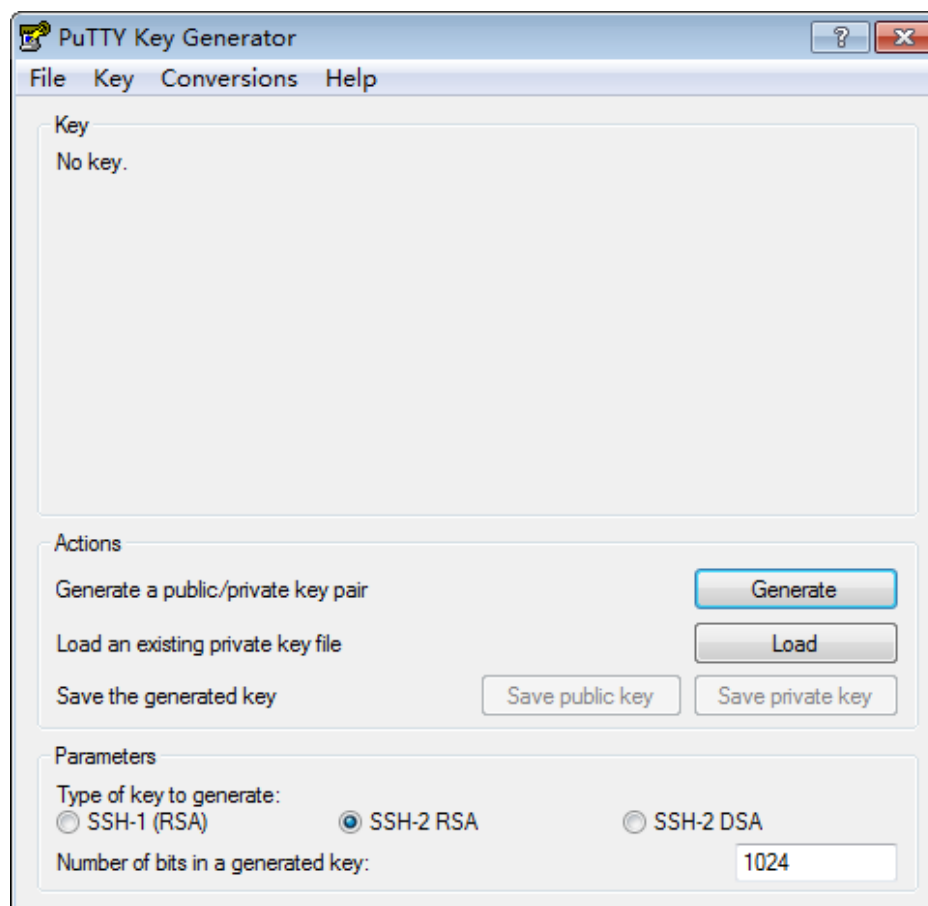 PuTTY Key Generator
File Key Conversions Help
Key
No key.
Actions
Generate a public/private key pair
Generate
Load an existing private key file
Load
Save the generated key
Save public key
Save private key
Parameters
Type of key to generate:
SSH-1 (RSA)
SSH-2 RSA
SSH-2 DSA
Number of bits in a generated key:
1024